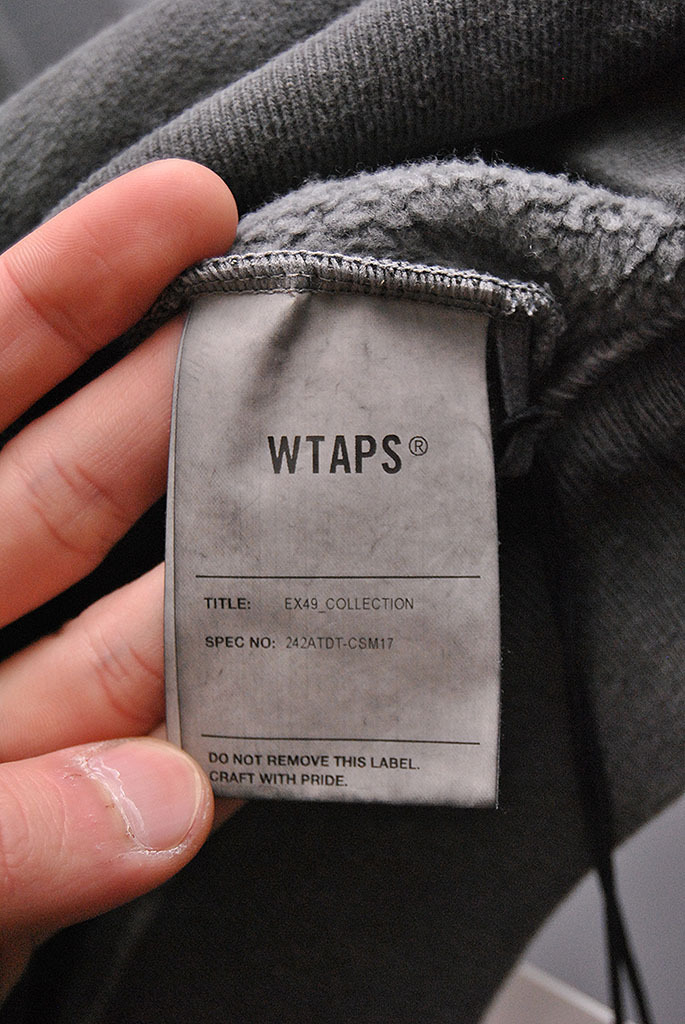 WTAPS®
TITLE: EX49_COLLECTION
SPEC NO: 242ATDT-CSM17
DO NOT REMOVE THIS LABEL.
CRAFT WITH PRIDE.